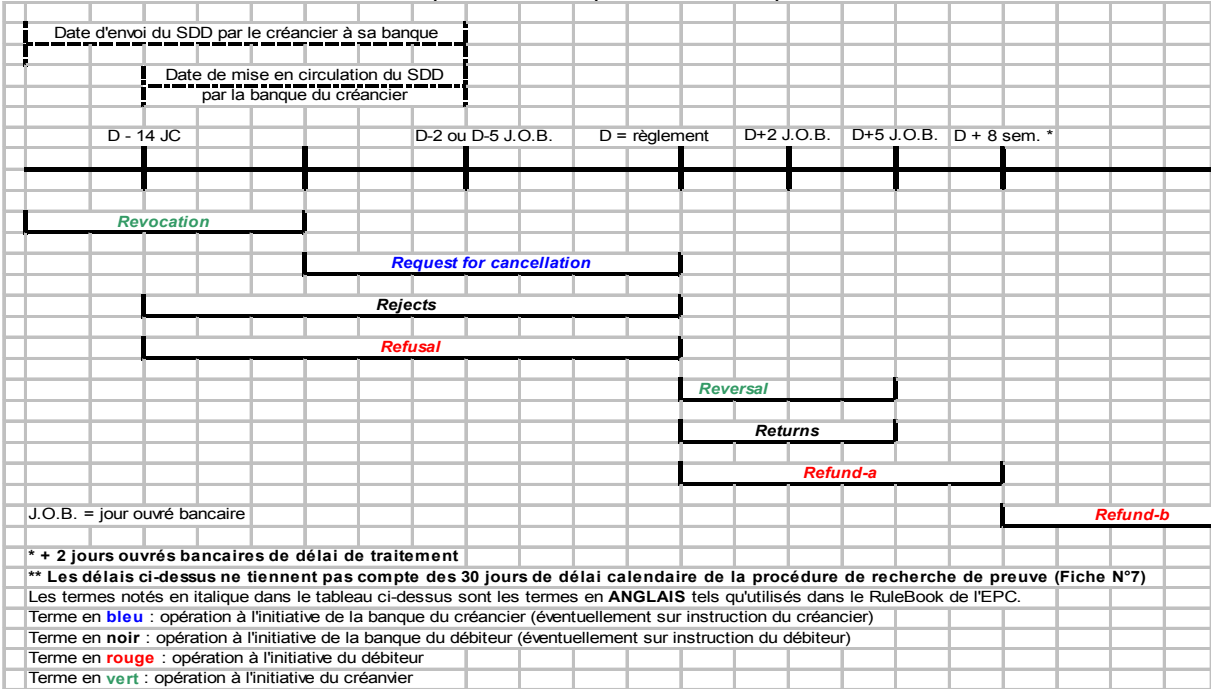 Date d'envoi du SDD par le créancier à sa banque
Date de mise en circulation du SDD
par la banque du créancier
D - 14 JC
D-2 ou D-5 J.O.B.
D = règlement
D+2 J.O.B.
D+5 J.O.B.
D + 8 sem. *
Revocation
Request for cancellation
Rejects
Refusal
Reversal
Returns
Refund-a
J.O.B. = jour ouvré bancaire
Refund-b
* + 2 jours ouvrés bancaires de délai de traitement
** Les délais ci-dessus ne tiennent pas compte des 30 jours de délai calendaire de la procédure de recherche de preuve (Fiche N°7)
Les termes notés en italique dans le tableau ci-dessus sont les termes en ANGLAIS tels qu'utilisés dans le RuleBook de l'EPC.
Terme en bleu : opération à l'initiative de la banque du créancier (éventuellement sur instruction du créancier)
Terme en noir : opération à l'initiative de la banque du débiteur (éventuellement sur instruction du débiteur)
Terme en rouge : opération à l'initiative du débiteur
Terme en vert : opération à l'initiative du créanvier